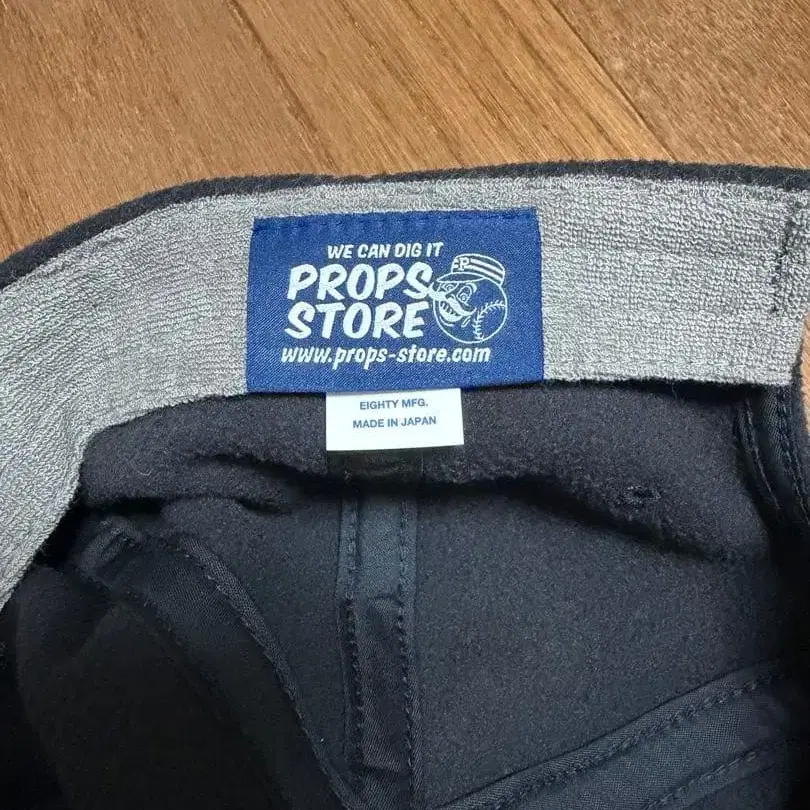 WE CAN DIG IT
PROPS
STORE
www.props-store.com
P
EIGHTY MFG.
MADE IN JAPAN